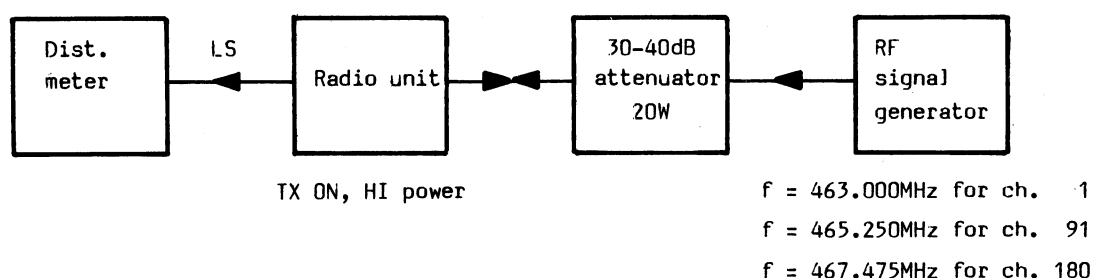 Dist.
meter
LS
Radio unit
30-40dB
attenuator
20W
RF
signal
generator
TX ON, HI power
f = 463.000MHz for ch. 1
f = 465.250MHz for ch. 91
f = 467.475MHz for ch. 180